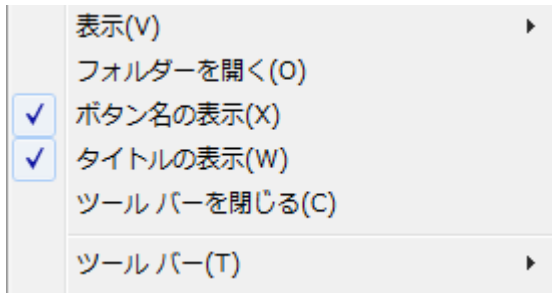 表示(V)
フォルダーを開く(O)
ボタン名の表示(X)
タイトルの表示(W)
ツール バーを閉じる(C)
ツール バー(T)